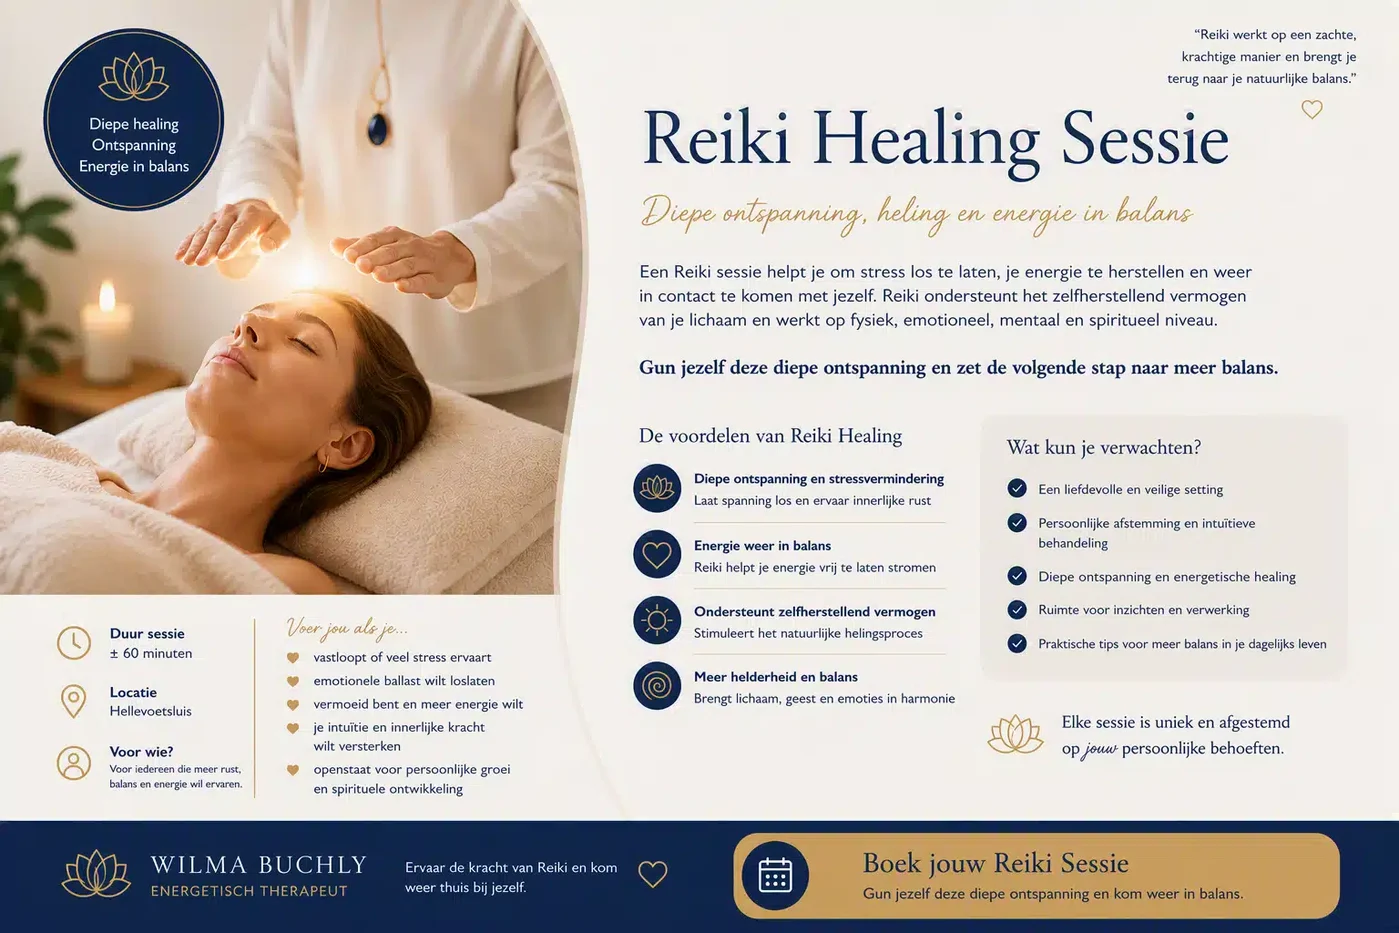 Diepe healing
Ontspanning
Energie in balans
“Reiki werkt op een zachte,
krachtige manier en brengt je
terug naar je natuurlijke balans.”
Reiki Healing Sessie
Diepe ontspanning, heling en energie in balans
Een Reiki sessie helpt je om stress los te laten, je energie te herstellen en weer
in contact te komen met jezelf. Reiki ondersteunt het zelfherstellend vermogen
van je lichaam en werkt op fysiek, emotioneel, mentaal en spiritueel niveau.
Gun jezelf deze diepe ontspanning en zet de volgende stap naar meer balans.
De voordelen van Reiki Healing
Diepe ontspanning en stressvermindering
Laat spanning los en ervaar innerlijke rust
Energie weer in balans
Reiki helpt je energie vrij te laten stromen
Ondersteunt zelfherstellend vermogen
Stimuleert het natuurlijke helingsproces
Meer helderheid en balans
Brengt lichaam, geest en emoties in harmonie
Wat kun je verwachten?
Een liefdevolle en veilige setting
Persoonlijke afstemming en intuïtieve
behandeling
Diepe ontspanning en energetische healing
Ruimte voor inzichten en verwerking
Praktische tips voor meer balans in je dagelijks leven
Elke sessie is uniek en afgestemd
op jouw persoonlijke behoeften.
Duur sessie
± 60 minuten
Locatie
Hellevoetsluis
Voor wie?
Voor iedereen die meer rust,
balans en energie wil ervaren.
Voer jou als je...
vastloopt of veel stress ervaart
emotionele ballast wilt loslaten
vermoeid bent en meer energie wilt
je intuïtie en innerlijke kracht
wilt versterken
openstaat voor persoonlijke groei
en spirituele ontwikkeling
WILMA BUCHLY
ENERGETISCH THERAPEUT
Ervaar de kracht van Reiki en kom
weer thuis bij jezelf.
Boek jouw Reiki Sessie
Gun jezelf deze diepe ontspanning en kom weer in balans.